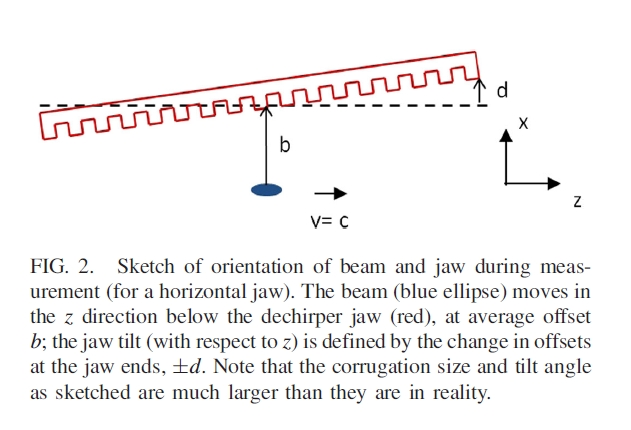 d
x
b
z
v= c
FIG. 2. Sketch of orientation of beam and jaw during meas-
urement (for a horizontal jaw). The beam (blue ellipse) moves in
the z direction below the dechirper jaw (red), at average offset
b; the jaw tilt (with respect to z) is defined by the change in offsets
at the jaw ends, ±d. Note that the corrugation size and tilt angle
as sketched are much larger than they are in reality.